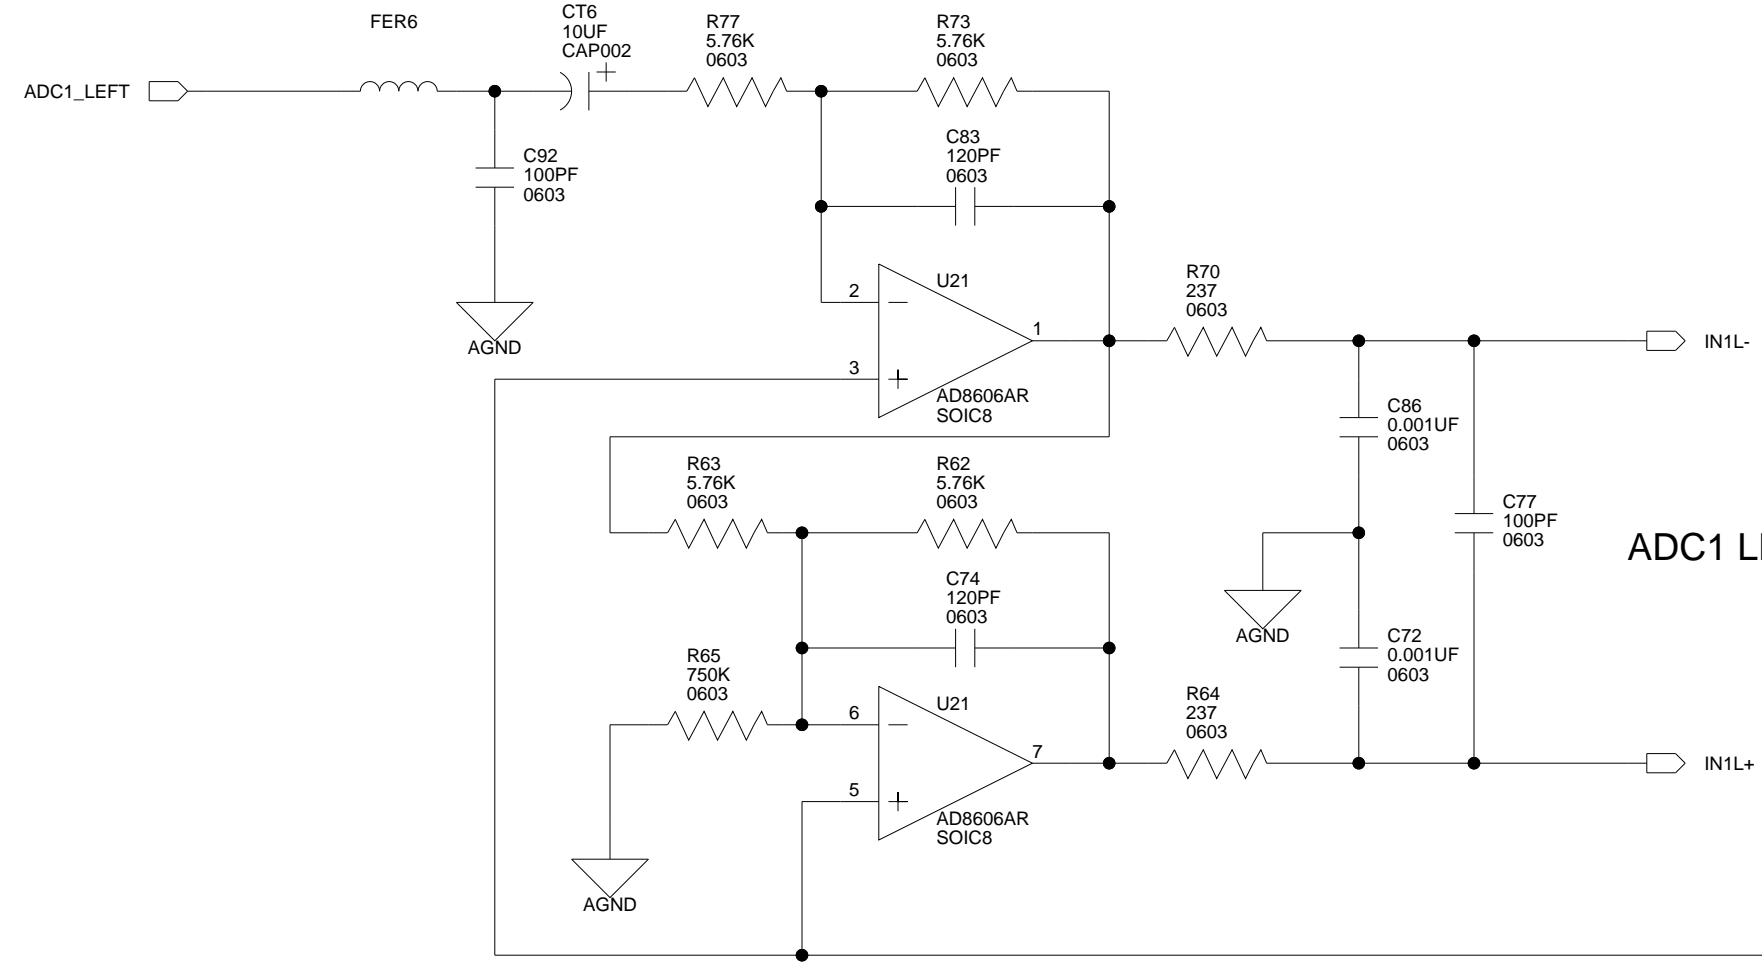 FER6
CT6
10UF
CAP002
+
R77
5.76K
0603
R73
5.76K
0603
ADC1_LEFT
C92
100PF
0603
AGND
C83
120PF
0603
U21
2
3
1
AD8606AR
SOIC8
R70
237
0603
IN1L-
C86
0.001UF
0603
R63
5.76K
0603
R62
5.76K
0603
C77
100PF
0603
ADC1
AGND
C74
120PF
0603
C72
0.001UF
0603
R65
750K
0603
AGND
U21
6
5
7
AD8606AR
SOIC8
R64
237
0603
IN1L+